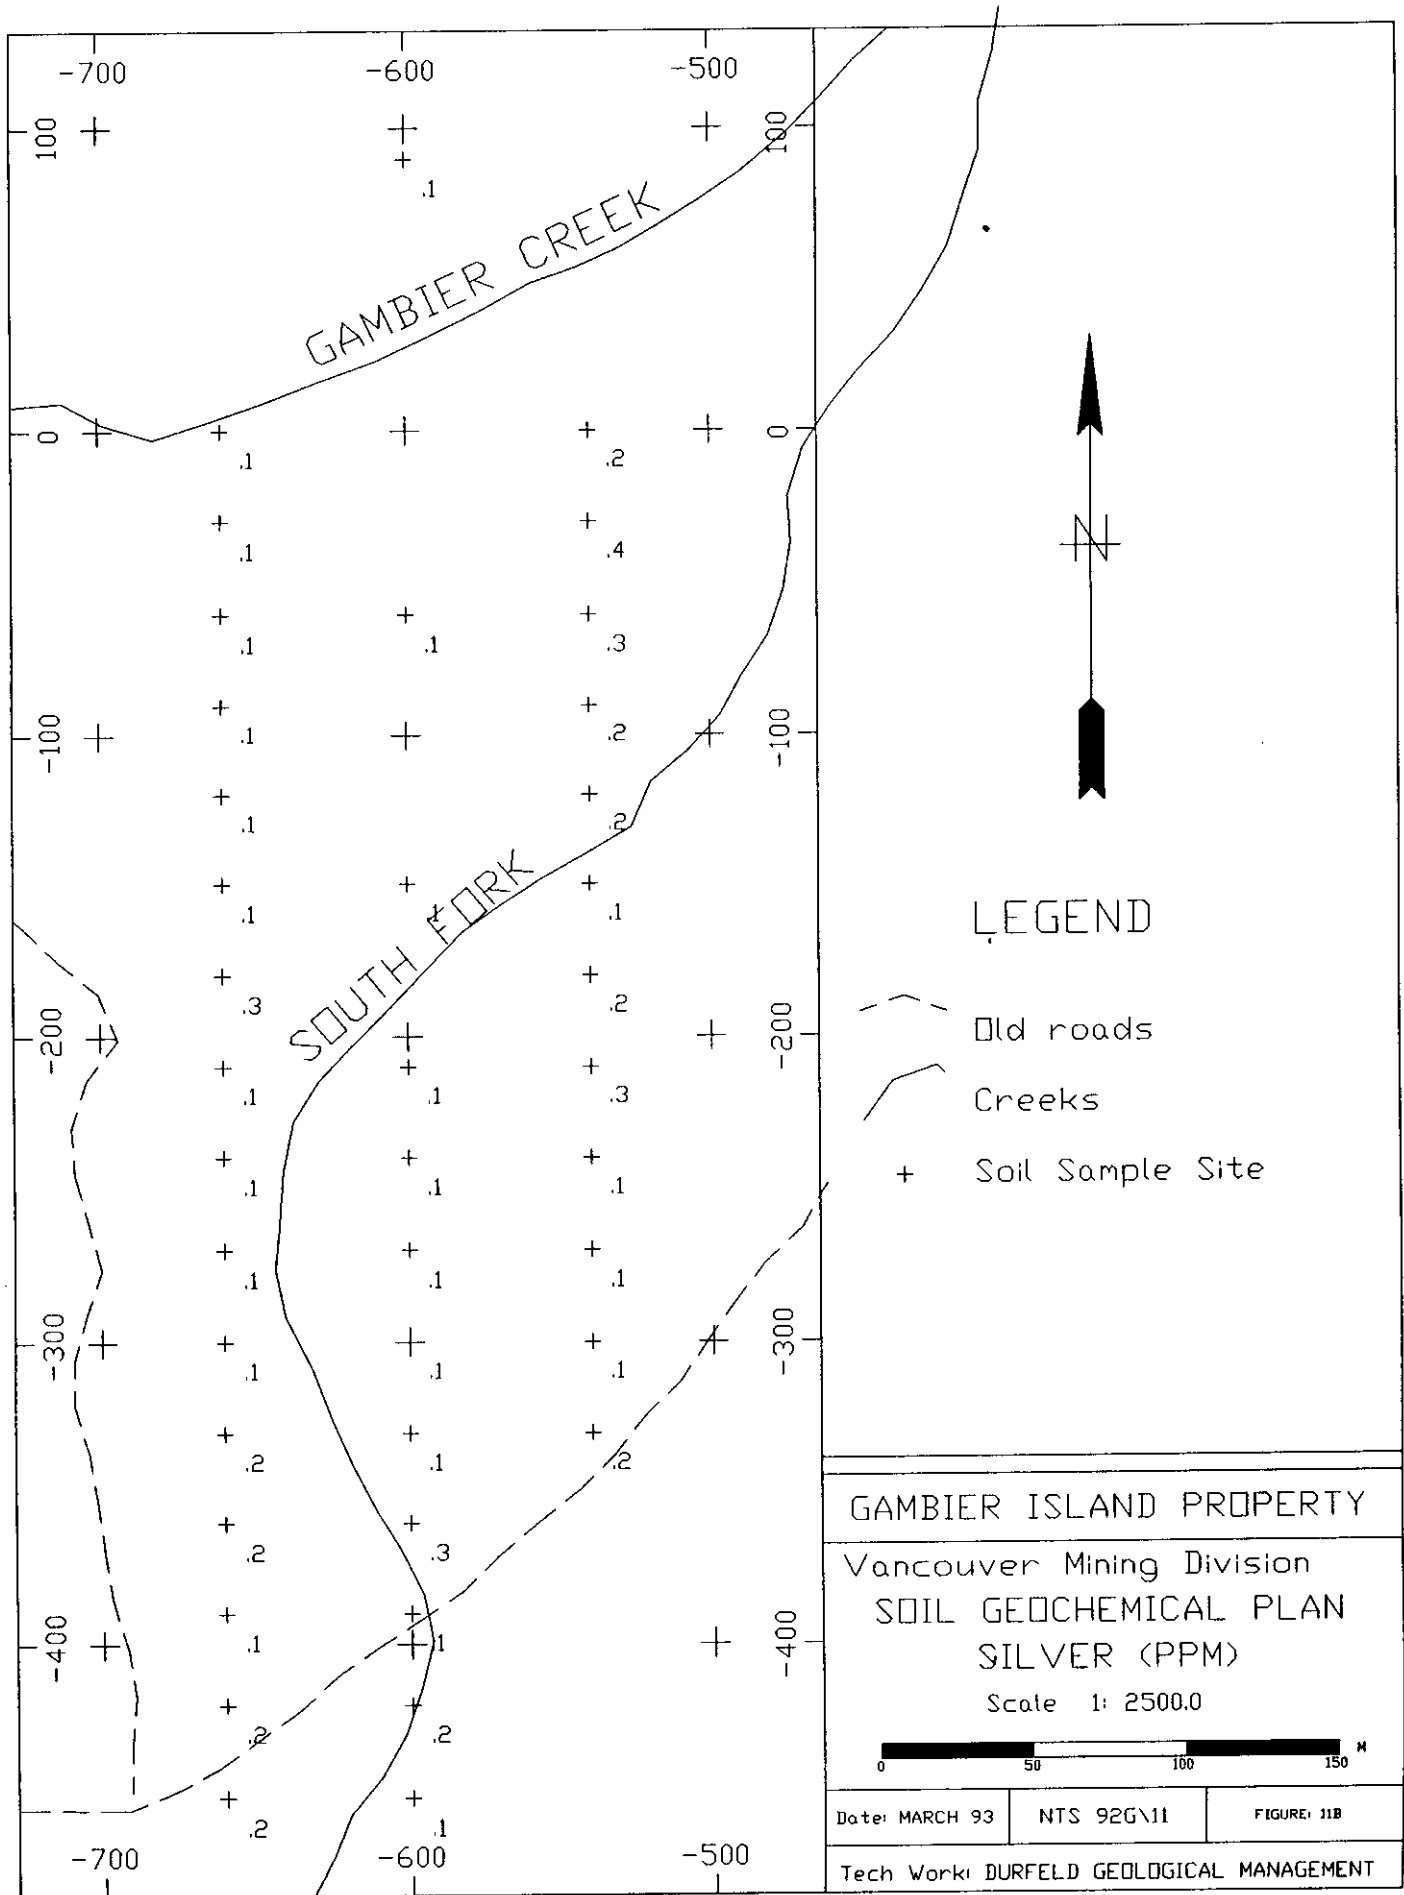 -700 -600 -500
100 100
.1
GAMBIER CREEK
0 0
.1 .2
.1 .4
.1 .1 .3
-100 .1 .2 -100
.1 .2
.1 .1 .1
SOUTH FORK
.3 .2
-200 -200
.1 .1 .3
.1 .1 .1
.1 .1 .1
-300 -300
.1 .1 .1
.2 .1 .2
.2 .3
-400 .1 .1 -400
.2 .2
.2 .1
-700 -600 -500
N
LEGEND
Old roads
Creeks
+ Soil Sample Site
GAMBIER ISLAND PROPERTY
Vancouver Mining Division
SOIL GEOCHEMICAL PLAN
SILVER (PPM)
Scale 1: 2500.0
0 50 100 150 M
Date: MARCH 93 NTS 92G\11 FIGURE: 11B
Tech Work: DURFELD GEOLOGICAL MANAGEMENT